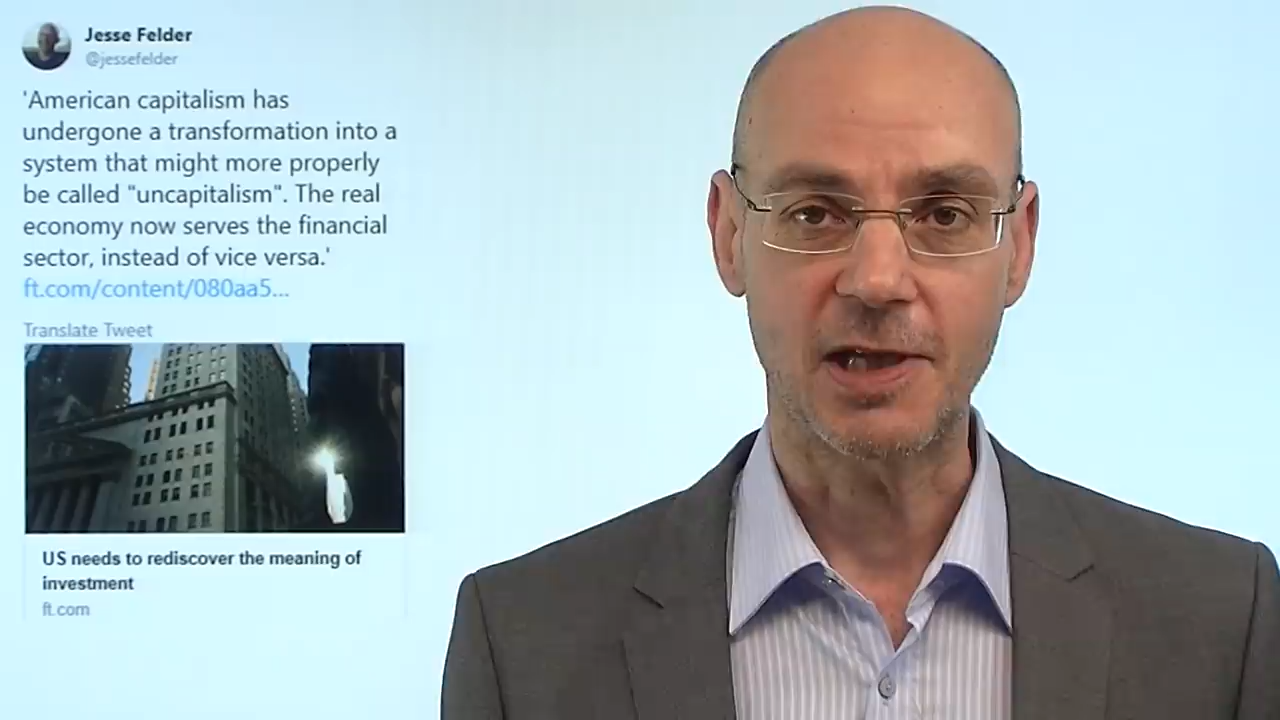 Jesse Felder
@jessefelder
'American capitalism has
undergone a transformation into a
system that might more properly
be called "uncapitalism". The real
economy now serves the financial
sector, instead of vice versa.'
ft.com/content/080aa5...
Translate Tweet
US needs to rediscover the meaning of
investment
ft.com